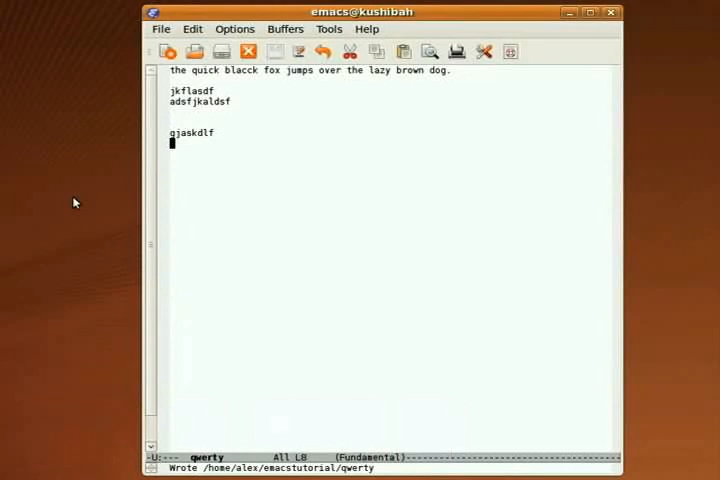 emacs@kushibah
File Edit Options Buffers Tools Help
the quick blacck fox jumps over the lazy brown dog.
jkflasdf
adsfjkaldsf
gjaskdlf
-U:--- qwerty All L8 (Fundamental)
Wrote /home/alex/emacstutorial/qwerty